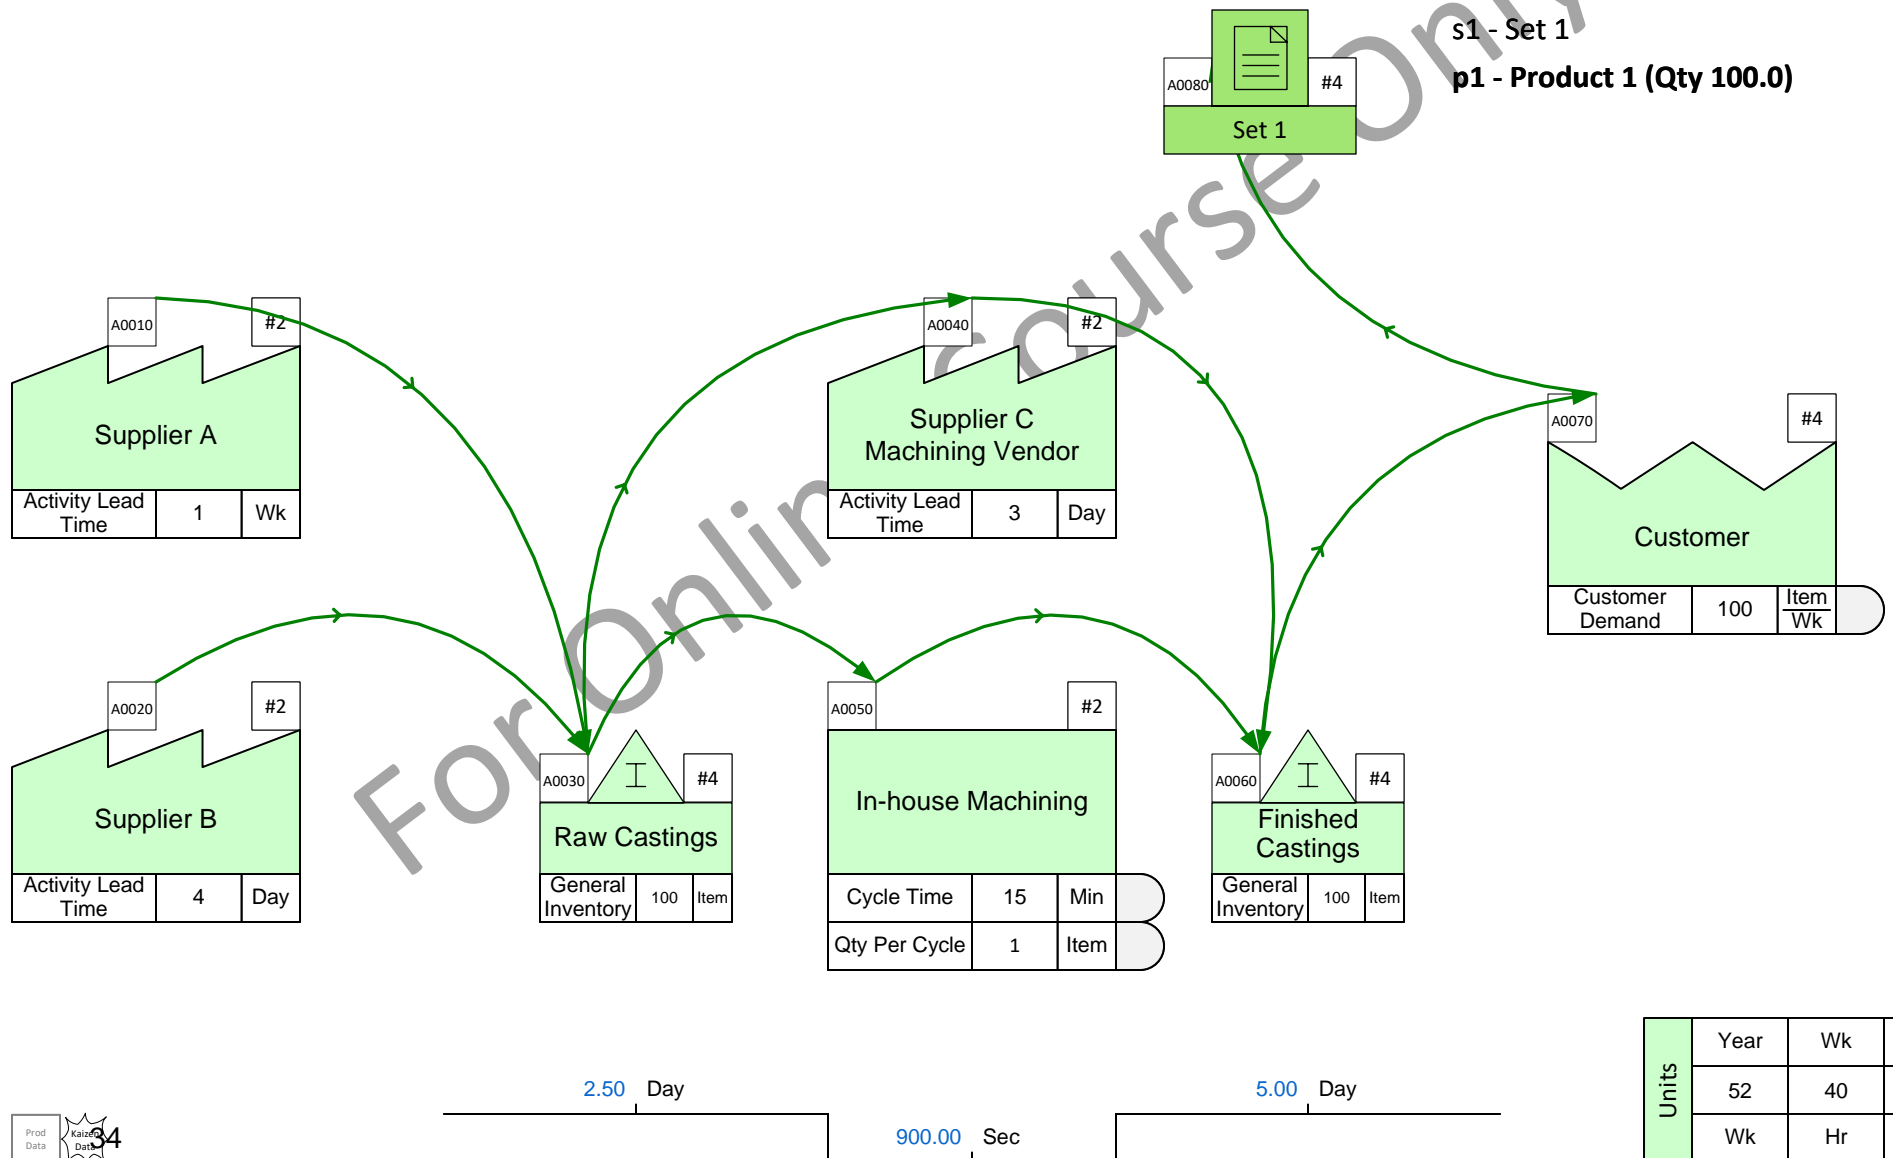 s1 - Set 1
p1 - Product 1 (Qty 100.0)
A0080
#4
Set 1
For Online Course Only
A0010
#2
Supplier A
Activity Lead
Time
1
Wk
A0040
#2
Supplier C
Machining Vendor
Activity Lead
Time
3
Day
A0070
#4
Customer
Customer
Demand
100
Item
Wk
A0020
#2
Supplier B
Activity Lead
Time
4
Day
A0030
#4
Raw Castings
General
Inventory
100
Item
A0050
#2
In-house Machining
Cycle Time
15
Min
Qty Per Cycle
1
Item
A0060
#4
Finished
Castings
General
Inventory
100
Item
2.50 Day
900.00 Sec
5.00 Day
Units
Year
Wk
52
40
Wk
Hr
Prod
Data
Kaizen
Data
34